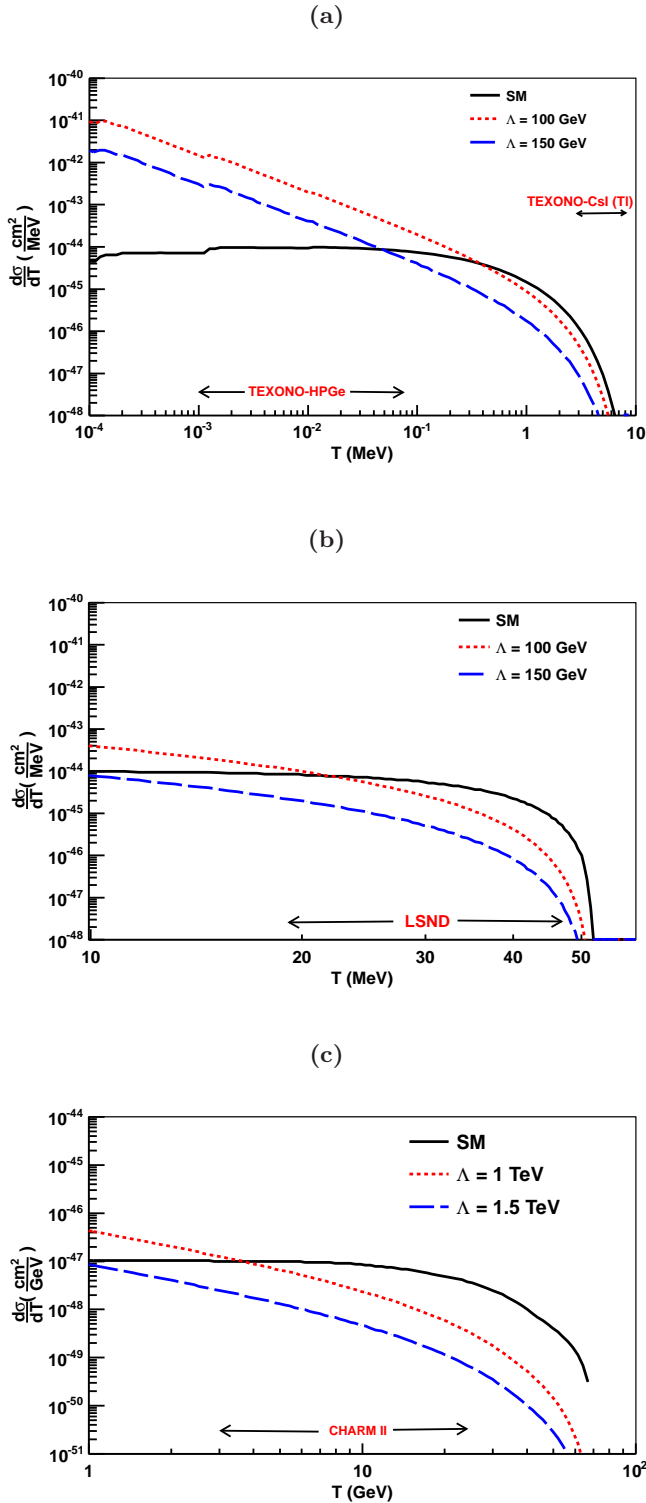 (a)
10⁻⁴⁰
10⁻⁴¹
10⁻⁴²
10⁻⁴³
10⁻⁴⁴
10⁻⁴⁵
10⁻⁴⁶
10⁻⁴⁷
10⁻⁴⁸
dσ/dT (cm²/MeV)
SM
Λ = 100 GeV
Λ = 150 GeV
TEXONO-CsI (Tl)
TEXONO-HPGe
10⁻⁴ 10⁻³ 10⁻² 10⁻¹ 1 10
T (MeV)
(b)
10⁻⁴⁰
10⁻⁴¹
10⁻⁴²
10⁻⁴³
10⁻⁴⁴
10⁻⁴⁵
10⁻⁴⁶
10⁻⁴⁷
10⁻⁴⁸
dσ/dT (cm²/MeV)
SM
Λ = 100 GeV
Λ = 150 GeV
LSND
10 20 30 40 50
T (MeV)
(c)
10⁻⁴⁴
10⁻⁴⁵
10⁻⁴⁶
10⁻⁴⁷
10⁻⁴⁸
10⁻⁴⁹
10⁻⁵⁰
10⁻⁵¹
dσ/dT (cm²/GeV)
SM
Λ = 1 TeV
Λ = 1.5 TeV
CHARM II
1 10 10²
T (GeV)